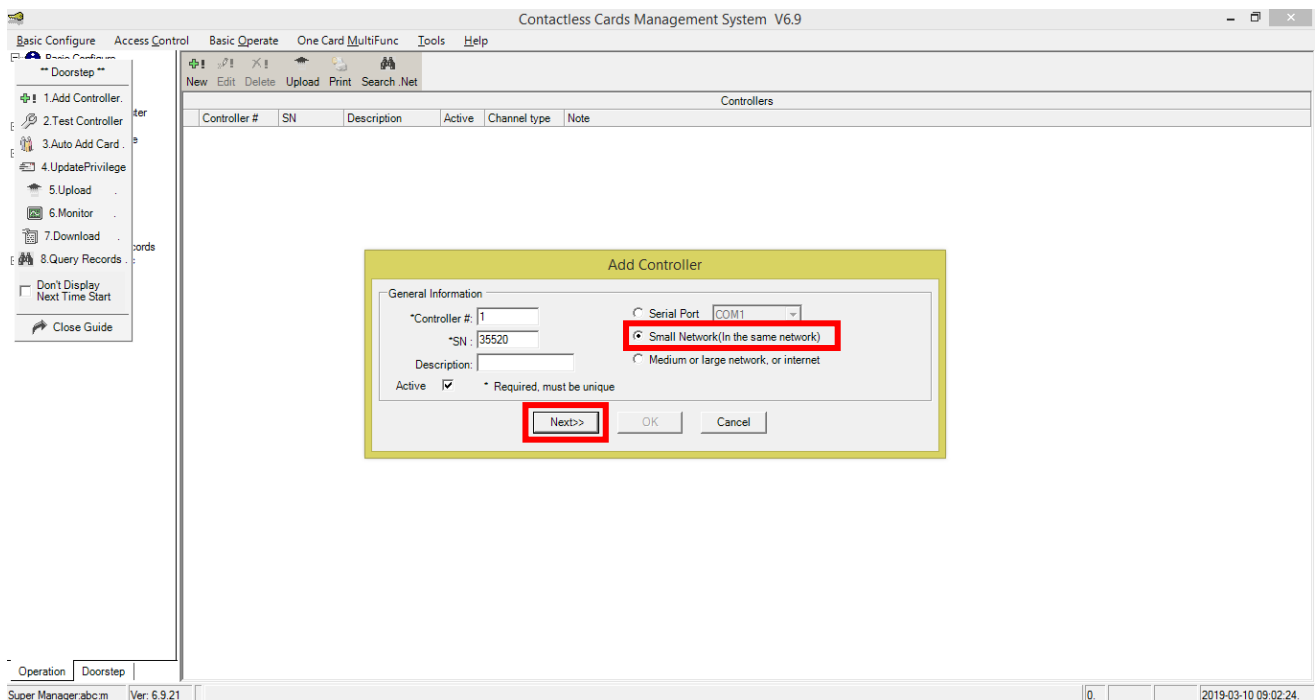 Contactless Cards Management System V6.9
Basic Configure Access Control Basic Operate One Card MultiFunc Tools Help
Basic Configure
** Doorstep **
1.Add Controller.
2.Test Controller
3.Auto Add Card .
4.UpdatePrivilege
5.Upload .
6.Monitor .
7.Download .
8.Query Records .
Don't Display
Next Time Start
Close Guide
New Edit Delete Upload Print Search .Net
Controllers
Controller # SN Description Active Channel type Note
Add Controller
General Information
*Controller #: 1
*SN : 35520
Description:
Active * Required, must be unique
Serial Port COM1
Small Network(In the same network)
Medium or large network, or internet
Next>> OK Cancel
Operation Doorstep
Super Manager:abc:m Ver: 6.9.21 0. 2019-03-10 09:02:24.